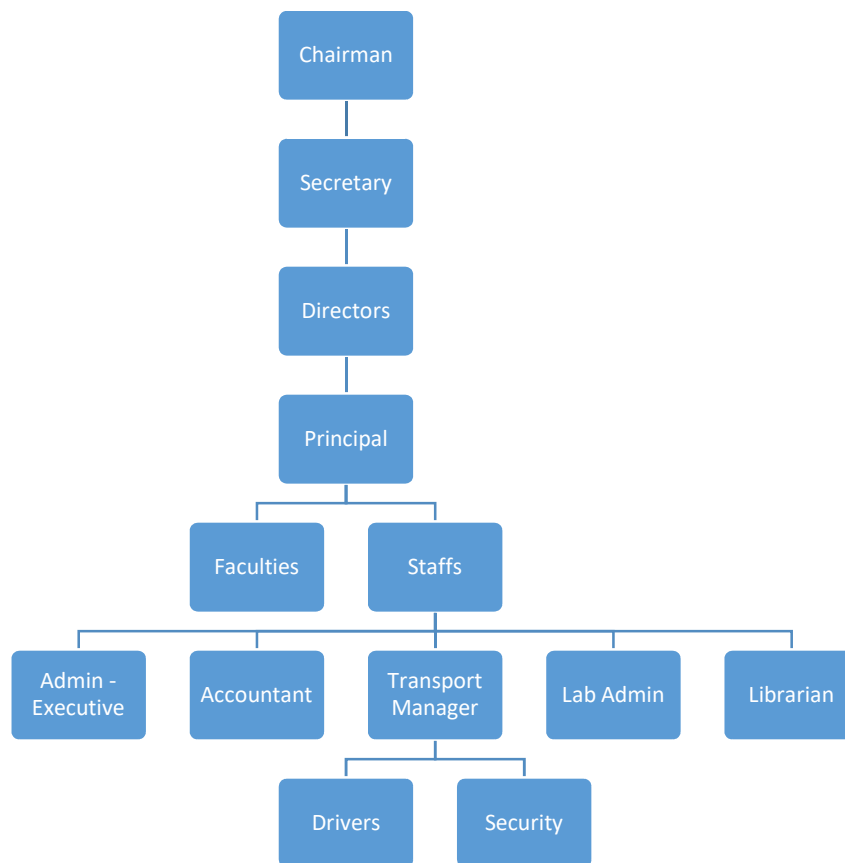 Chairman
Secretary
Directors
Principal
Faculties
Staffs
Admin -
Executive
Accountant
Transport
Manager
Lab Admin
Librarian
Drivers
Security